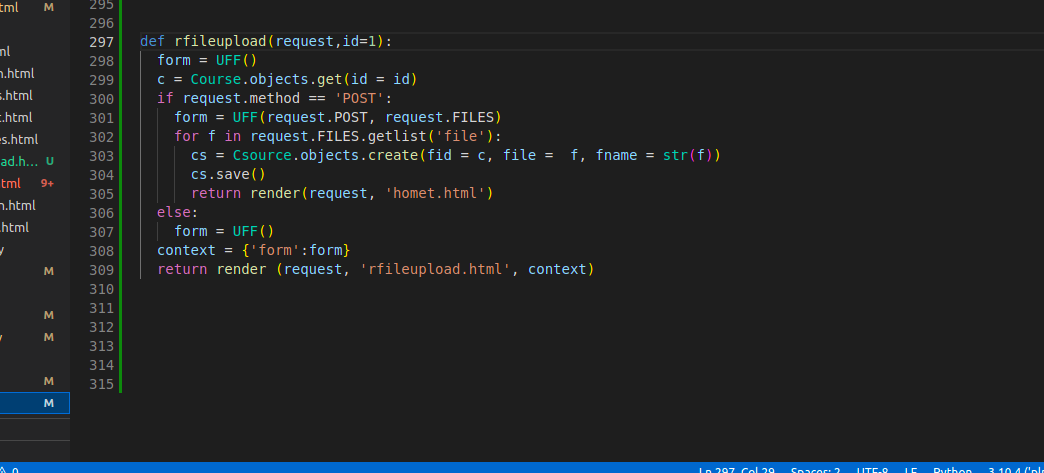 295
tml M
296
297 def rfileupload(request,id=1):
ml 298 form = UFF()
n.html 299 c = Course.objects.get(id = id)
s.html 300 if request.method == 'POST':
t.html 301 form = UFF(request.POST, request.FILES)
es.html 302 for f in request.FILES.getlist('file'):
ad.h... U 303 cs = Csource.objects.create(fid = c, file =  f, fname = str(f))
tml 9+ 304 cs.save()
n.html 305 return render(request, 'homet.html')
.html 306 else:
307 form = UFF()
y 308 context = {'form':form}
M 309 return render (request, 'rfileupload.html', context)
310
311
M
312
y M 313
314
M 315
M
0 Ln 297, Col 29 Spaces: 2 UTF-8 LF Python